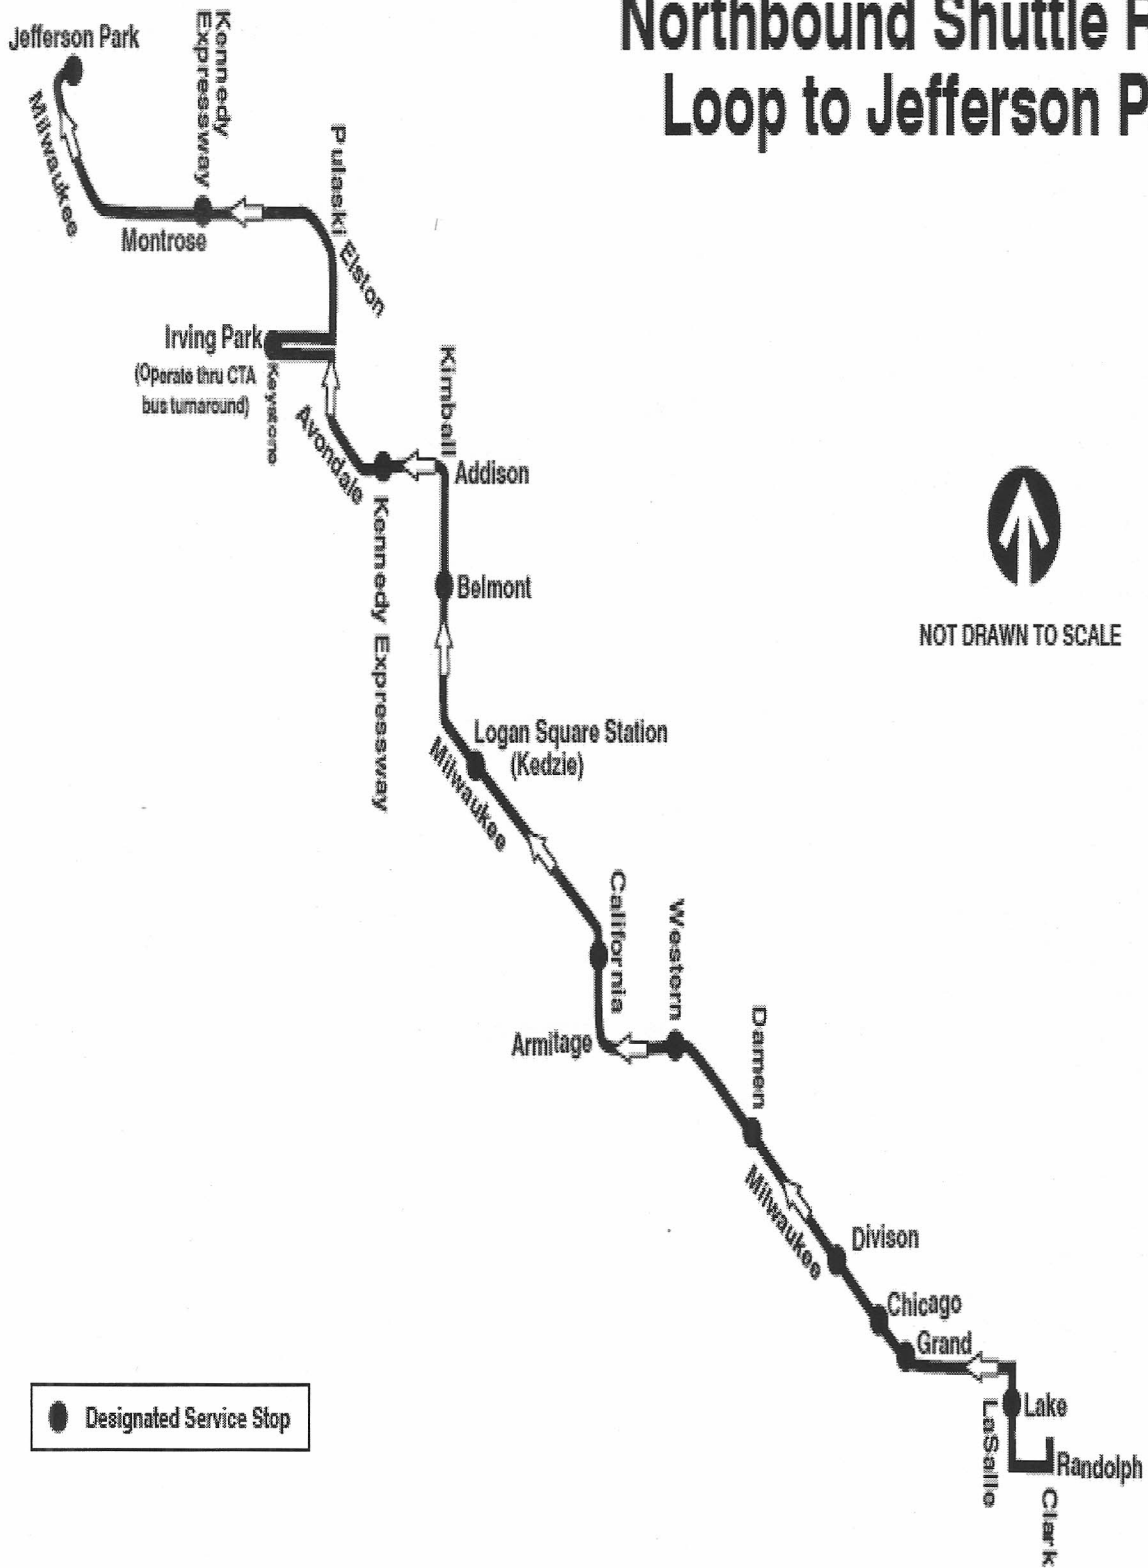 Northbound Shuttle R
Loop to Jefferson P
Jefferson Park
Kennedy
Expressway
Milwaukee
Pulaski
Elston
Montrose
Irving Park
(Operate thru CTA
bus turnaround)
Keystone
Kimball
Avondale
Addison
Kennedy Expressway
Belmont
NOT DRAWN TO SCALE
Logan Square Station
(Kedzie)
Milwaukee
California
Western
Armitage
Damen
Milwaukee
Divison
Chicago
Grand
Designated Service Stop
Lake
LaSalle
Randolph
Clark